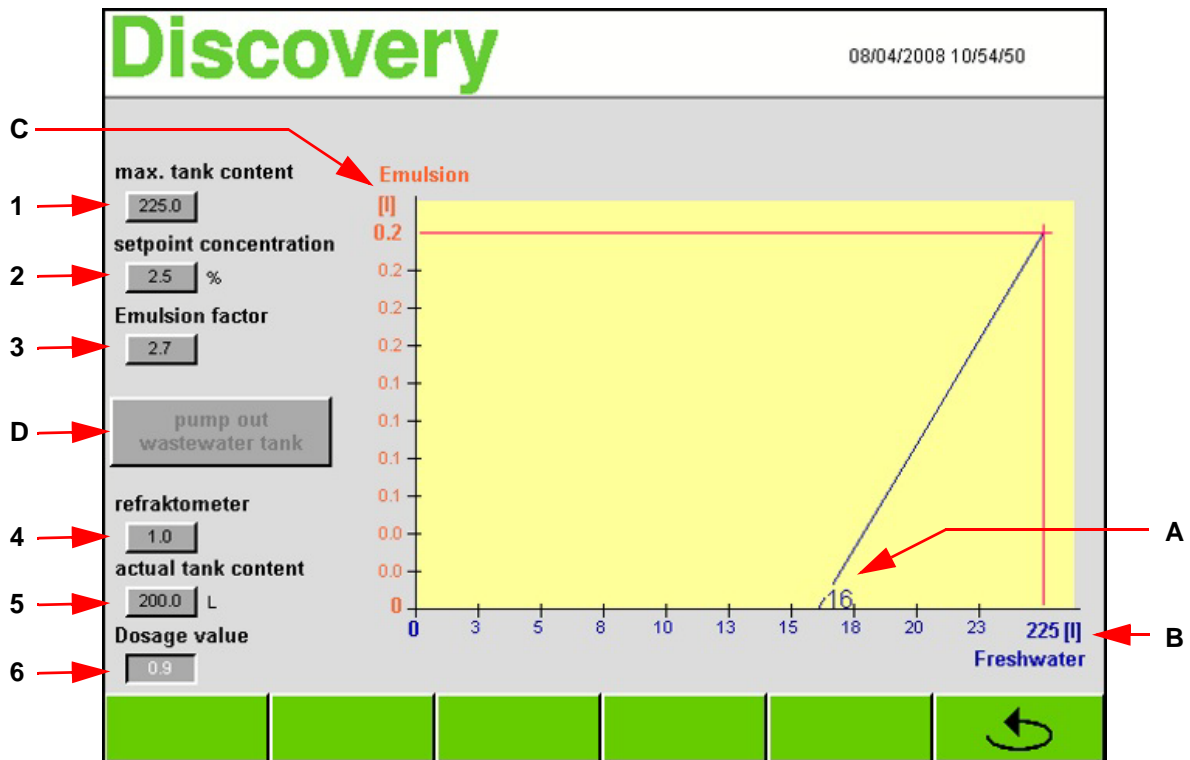 Discovery
08/04/2008 10/54/50
C
max. tank content
Emulsion
1
225.0
[l]
0.2
setpoint concentration
2
2.5 %
0.2
Emulsion factor
0.2
3
2.7
0.2
0.1
D
pump out
wastewater tank
0.1
0.1
refraktometer
0.1
4
1.0
0.0
A
actual tank content
0.0
5
200.0 L
16
0
Dosage value
0 3 5 8 10 13 15 18 20 23 225 [l]
B
Freshwater
6
0.9